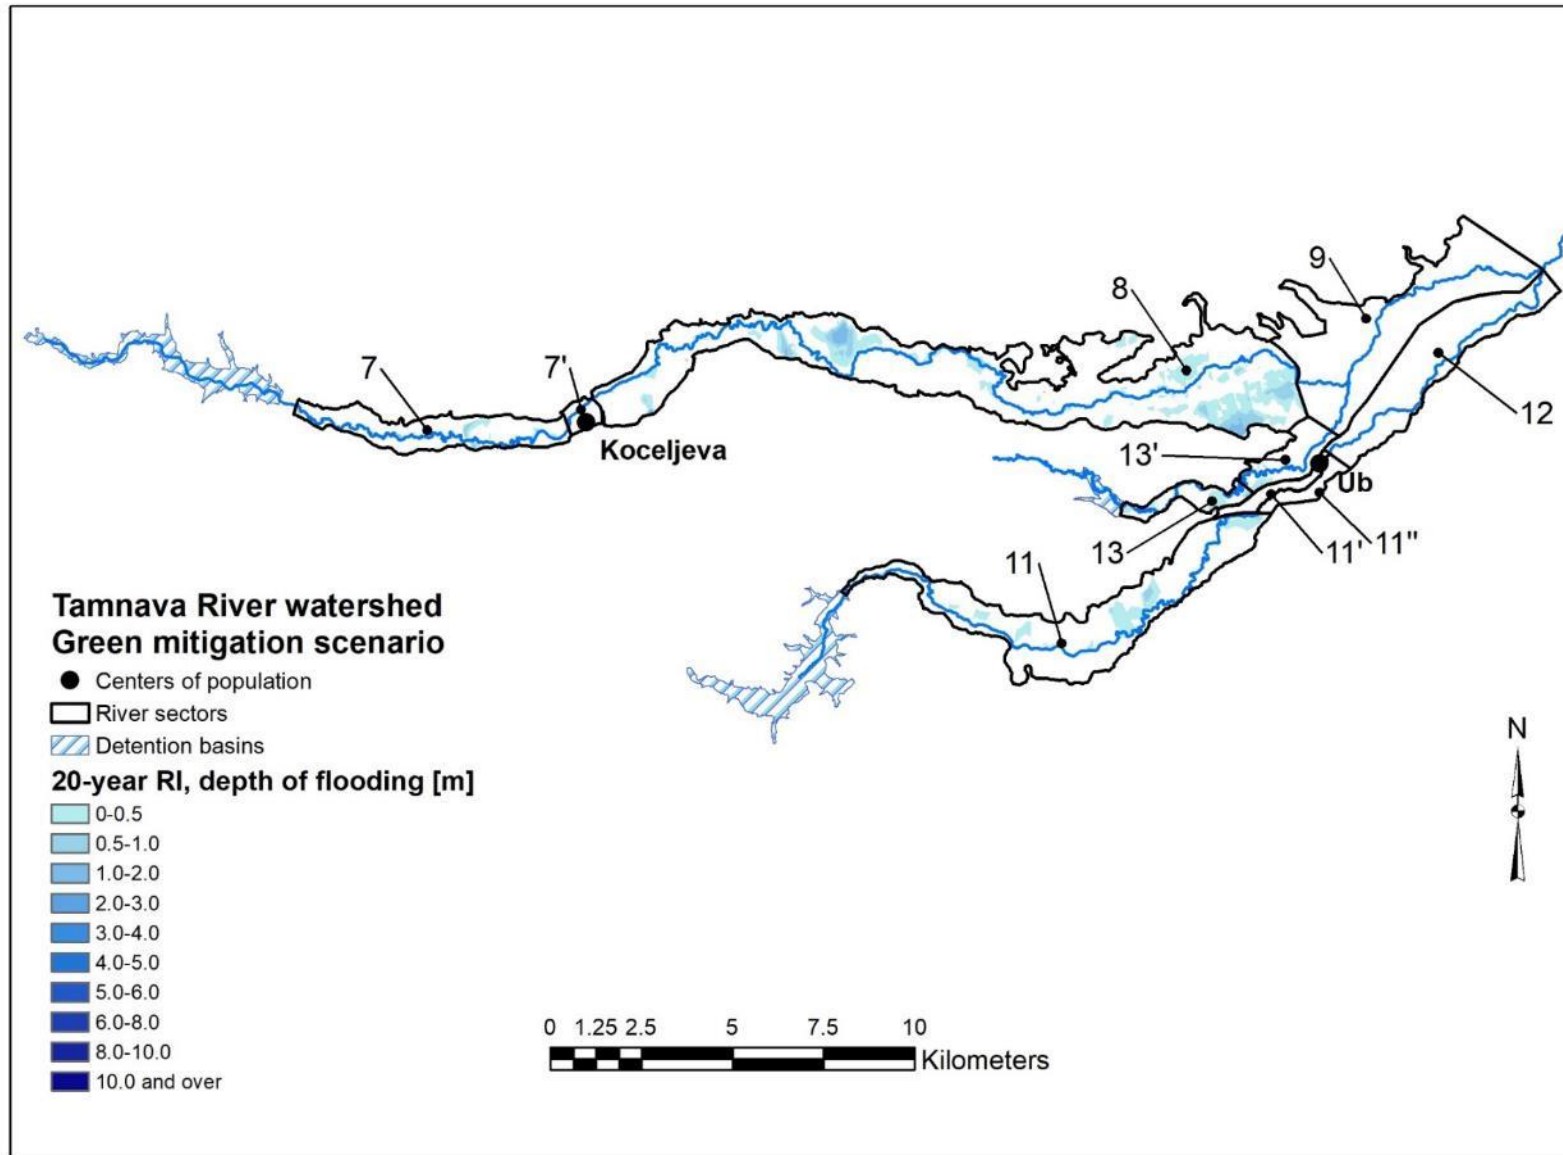 9
8
7
7'
Koceljeva
12
13'
Ub
13
11'
11"
11
Tamnava River watershed
Green mitigation scenario
Centers of population
River sectors
Detention basins
20-year RI, depth of flooding [m]
0-0.5
0.5-1.0
1.0-2.0
2.0-3.0
3.0-4.0
4.0-5.0
5.0-6.0
6.0-8.0
8.0-10.0
10.0 and over
N
0 1.25 2.5 5 7.5 10
Kilometers